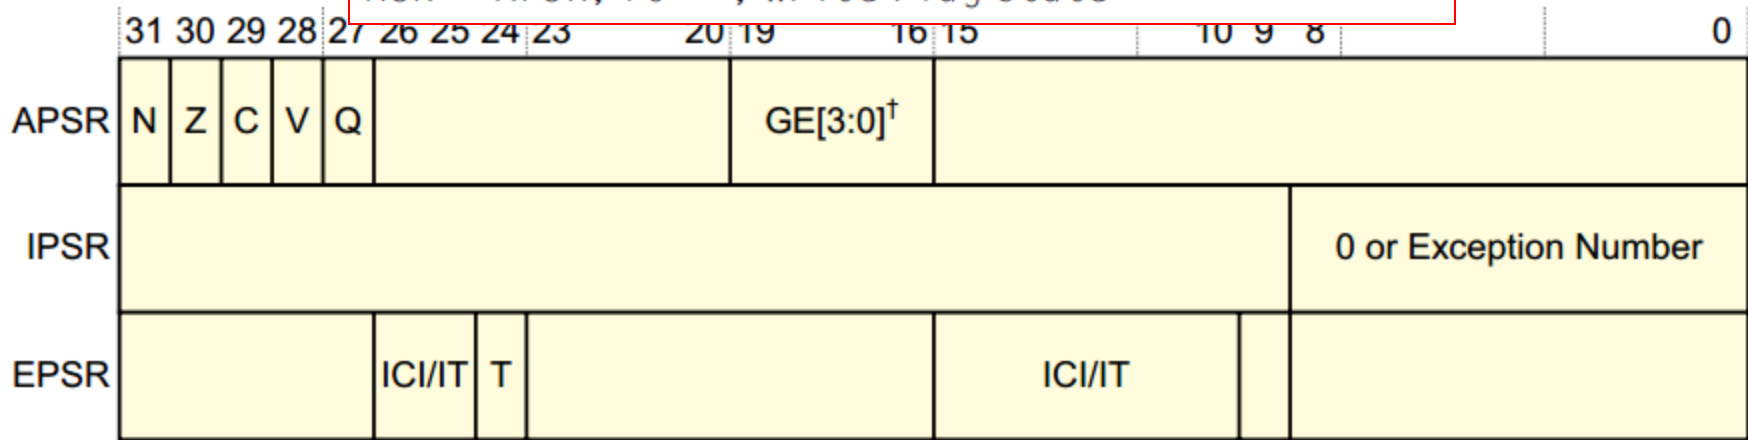 31 30 29 28 27 26 25 24 23 20 19 16 15 10 9 8 0
APSR N Z C V Q GE[3:0]†
IPSR 0 or Exception Number
EPSR ICI/IT T ICI/IT